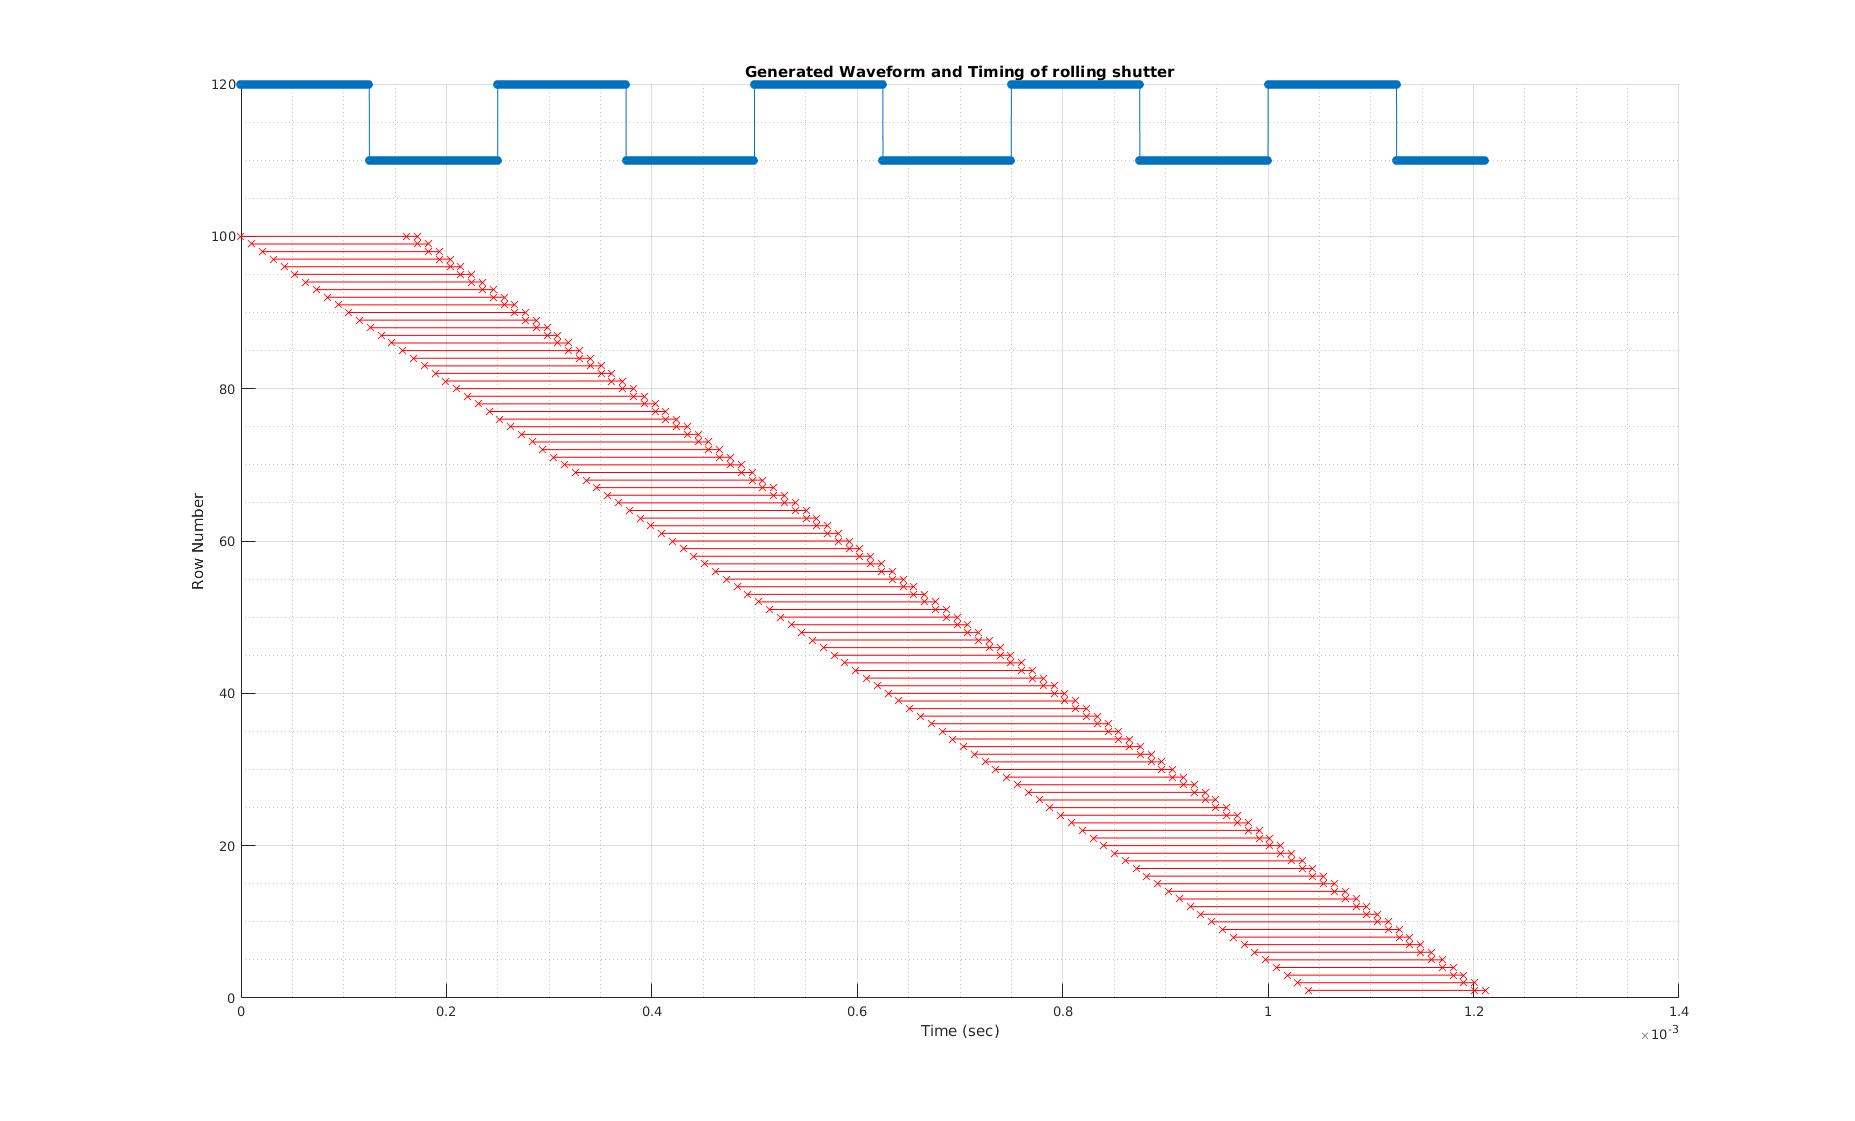 Generated Waveform and Timing of rolling shutter
120
100
80
60
40
20
0
Row Number
0 0.2 0.4 0.6 0.8 1 1.2 1.4
Time (sec)
×10⁻³